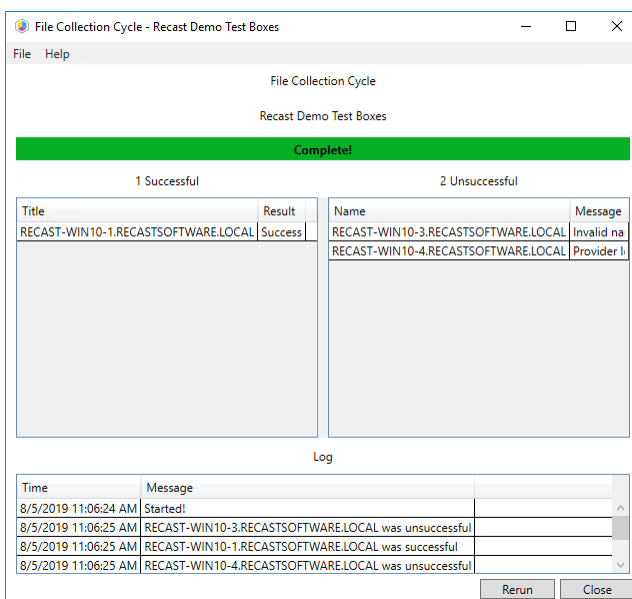 File Collection Cycle - Recast Demo Test Boxes
File Help
File Collection Cycle
Recast Demo Test Boxes
Complete!
1 Successful
2 Unsuccessful
Title Result
RECAST-WIN10-1.RECASTSOFTWARE.LOCAL Success
Name Message
RECAST-WIN10-3.RECASTSOFTWARE.LOCAL Invalid na
RECAST-WIN10-4.RECASTSOFTWARE.LOCAL Provider l
Log
Time Message
8/5/2019 11:06:24 AM Started!
8/5/2019 11:06:25 AM RECAST-WIN10-3.RECASTSOFTWARE.LOCAL was unsuccessful
8/5/2019 11:06:25 AM RECAST-WIN10-1.RECASTSOFTWARE.LOCAL was successful
8/5/2019 11:06:25 AM RECAST-WIN10-4.RECASTSOFTWARE.LOCAL was unsuccessful
Rerun Close